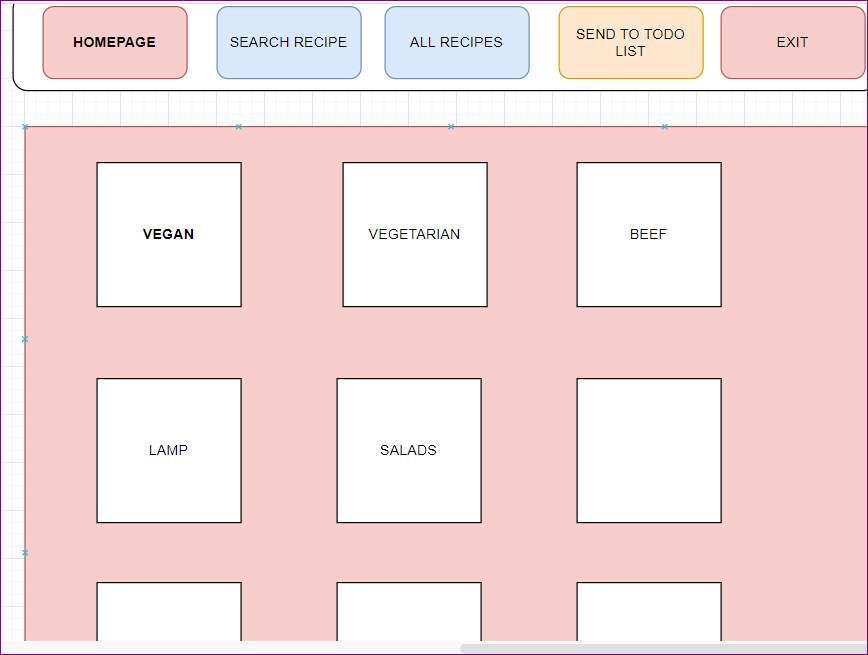 HOMEPAGE
SEARCH RECIPE
ALL RECIPES
SEND TO TODO
LIST
EXIT
VEGAN
VEGETARIAN
BEEF
LAMP
SALADS